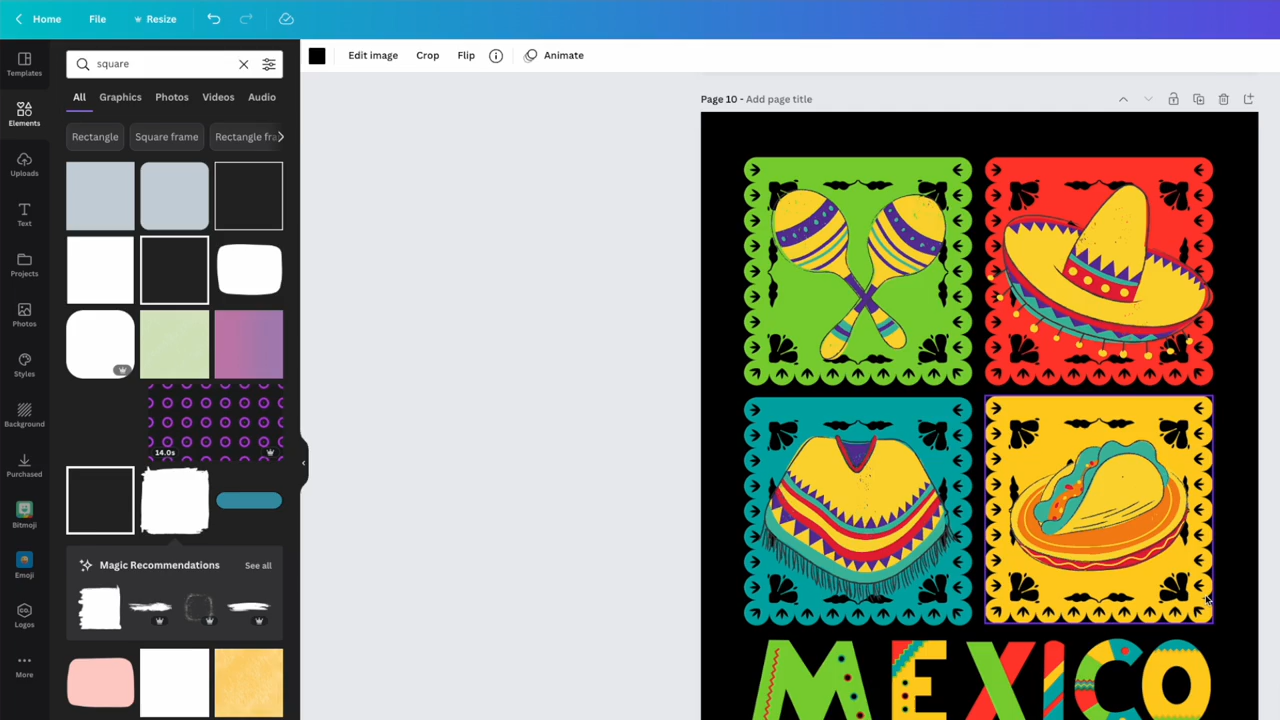 Home File Resize
square
Edit image Crop Flip Animate
Templates
Elements
Uploads
Text
Projects
Photos
Styles
Background
Purchased
Bitmoji
Emoji
Logos
More
All Graphics Photos Videos Audio
Rectangle Square frame Rectangle fra
14.0s
Magic Recommendations See all
Page 10 - Add page title
MEXICO